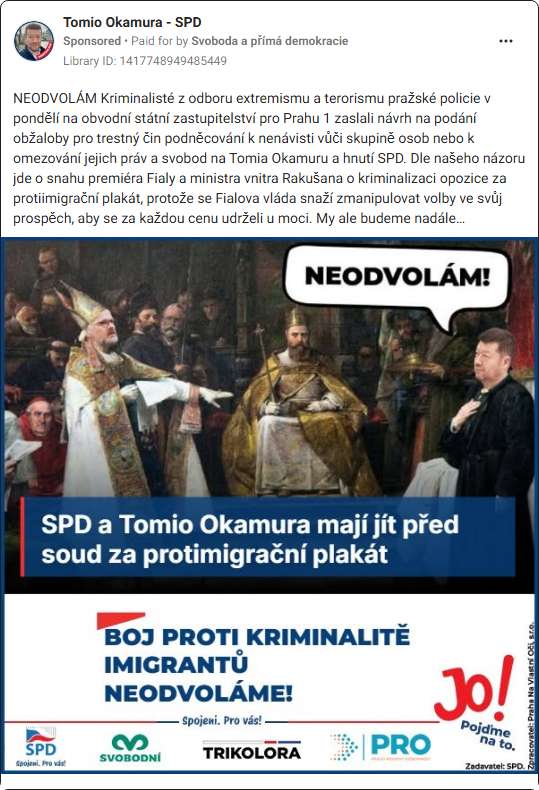 Tomio Okamura - SPD
Sponsored • Paid for by Svoboda a přímá demokracie
Library ID: 1417748949485449
NEODVOLÁM Kriminalisté z odboru extremismu a terorismu pražské policie v
pondělí na obvodní státní zastupitelství pro Prahu 1 zaslali návrh na podání
obžaloby pro trestný čin podněcování k nenávisti vůči skupině osob nebo k
omezování jejich práv a svobod na Tomia Okamuru a hnutí SPD. Dle našeho názoru
jde o snahu premiéra Fialy a ministra vnitra Rakušana o kriminalizaci opozice za
protiimigrační plakát, protože se Fialova vláda snaží zmanipulovat volby ve svůj
prospěch, aby se za každou cenu udrželi u moci. My ale budeme nadále...
NEODVOLÁM!
SPD a Tomio Okamura mají jít před
soud za protimigrační plakát
BOJ PROTI KRIMINALITĚ
IMIGRANTŮ
NEODVOLÁME!
Jo!
Pojďme
na to.
Spojeni. Pro vás!
SPD
Spojeni. Pro vás!
SVOBODNÍ
TRIKOLORA
PRO
Zadavatel: SPD.
Zpracovatel: Praha Na Vlastní Oči, s.r.o.